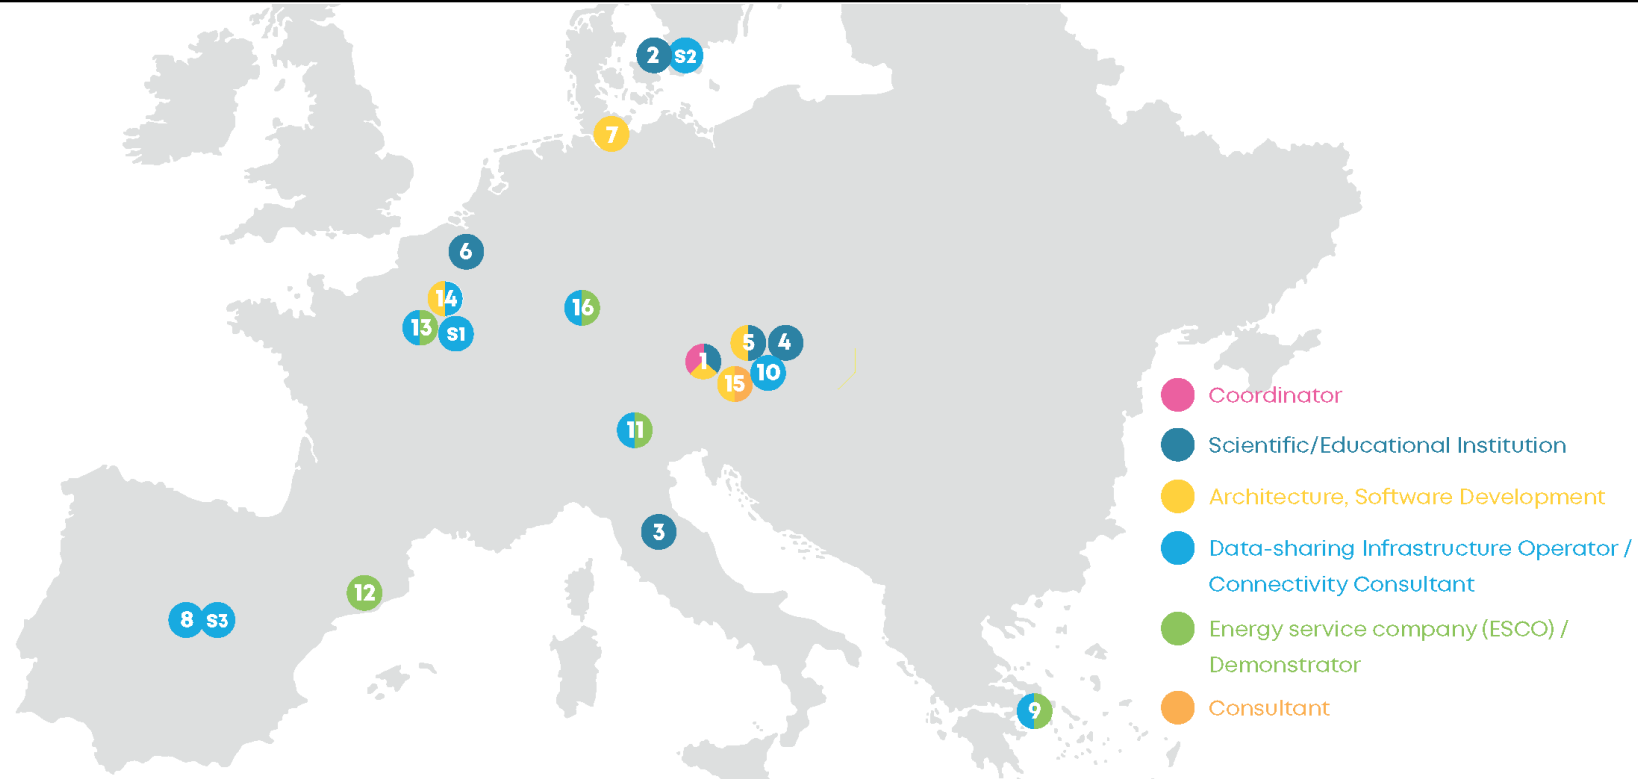 2
S2
7
6
14
13
S1
16
5
4
1
10
15
11
3
12
8
S3
9
Coordinator
Scientific/Educational Institution
Architecture, Software Development
Data-sharing Infrastructure Operator /
Connectivity Consultant
Energy service company (ESCO) /
Demonstrator
Consultant